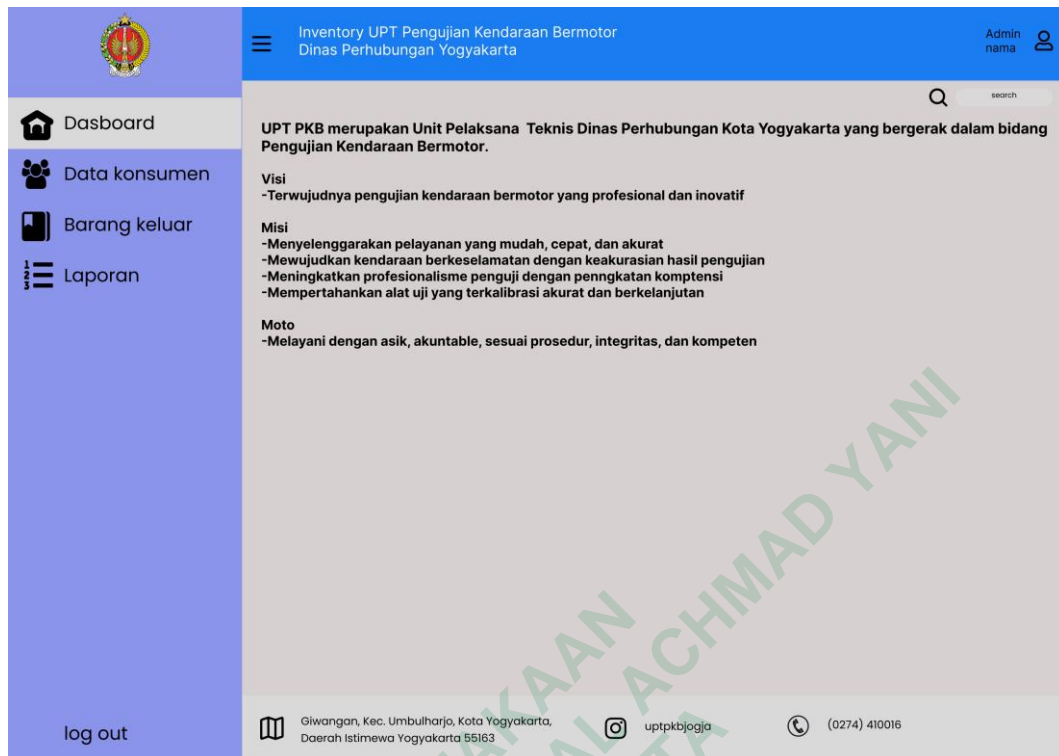 Inventory UPT Pengujian Kendaraan Bermotor
Dinas Perhubungan Yogyakarta
Admin
nama
search
Dasboard
Data konsumen
Barang keluar
Laporan
log out
UPT PKB merupakan Unit Pelaksana Teknis Dinas Perhubungan Kota Yogyakarta yang bergerak dalam bidang
Pengujian Kendaraan Bermotor.
Visi
-Terwujudnya pengujian kendaraan bermotor yang profesional dan inovatif
Misi
-Menyelenggarakan pelayanan yang mudah, cepat, dan akurat
-Mewujudkan kendaraan berkeselamatan dengan keakurasian hasil pengujian
-Meningkatkan profesionalisme penguji dengan penngkatan komptensi
-Mempertahankan alat uji yang terkalibrasi akurat dan berkelanjutan
Moto
-Melayani dengan asik, akuntable, sesuai prosedur, integritas, dan kompeten
Giwangan, Kec. Umbulharjo, Kota Yogyakarta,
Daerah Istimewa Yogyakarta 55163
uptpkbjogja
(0274) 410016
AKAAN
AL ACHMAD YANI
TA